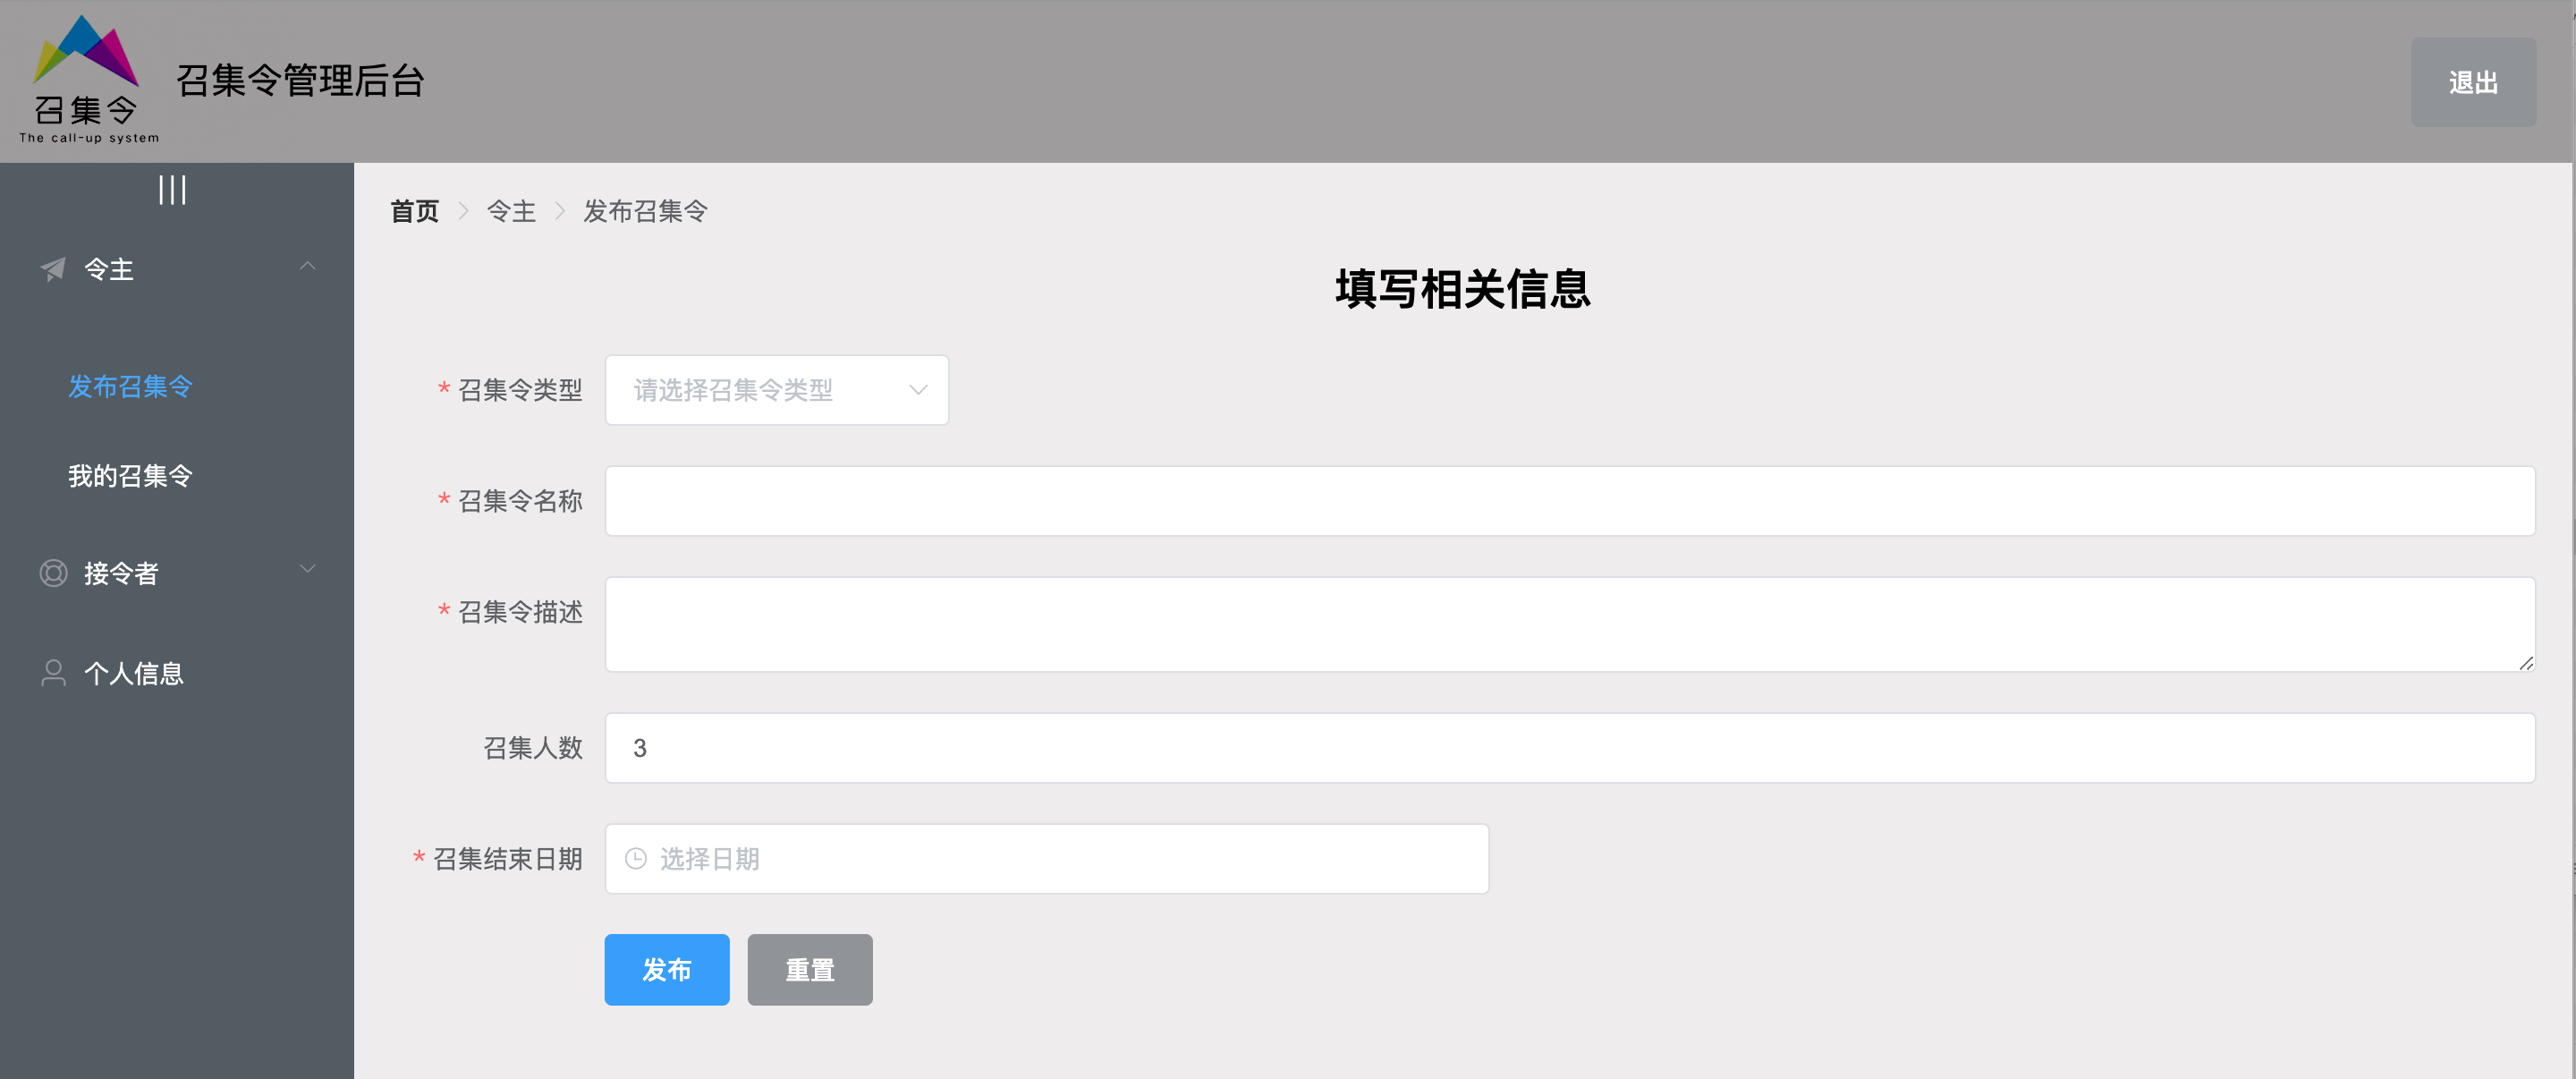 召集令
The call-up system
召集令管理后台
退出
首页 令主 发布召集令
令主
发布召集令
我的召集令
接令者
个人信息
填写相关信息
* 召集令类型 请选择召集令类型
* 召集令名称
* 召集令描述
召集人数 3
* 召集结束日期 选择日期
发布 重置